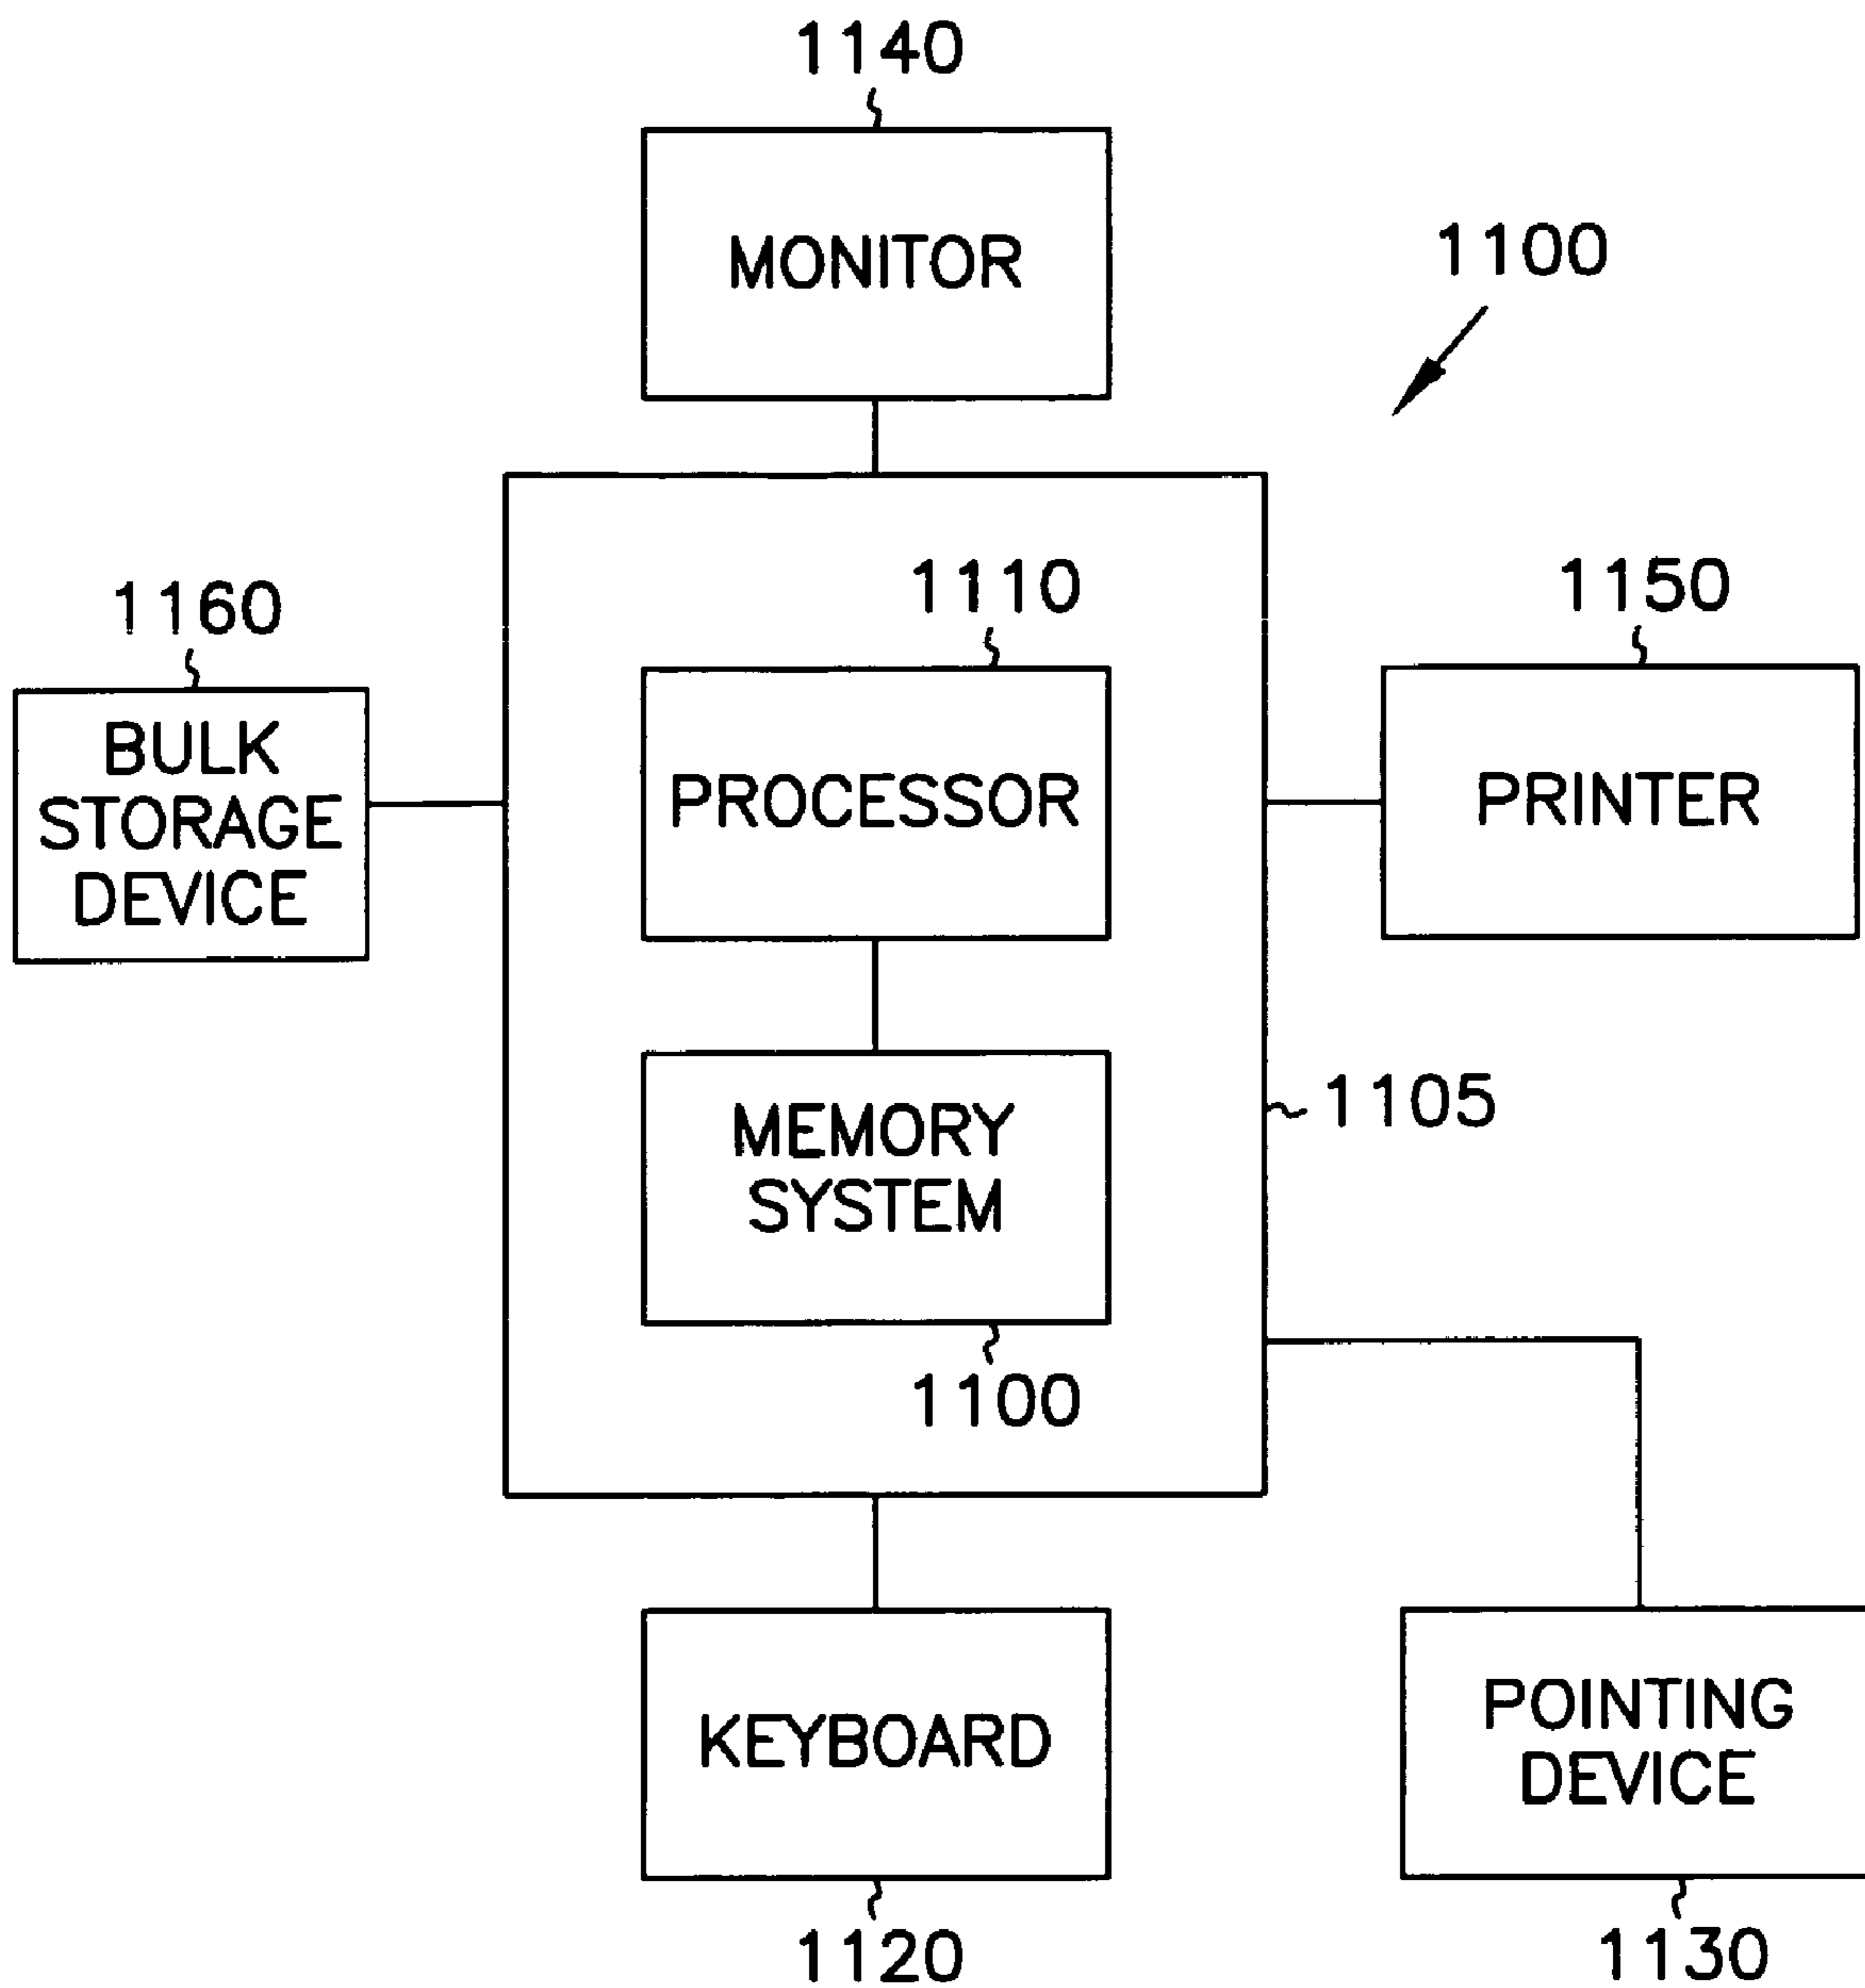 1140
MONITOR
1100
1110
1150
1160
BULK
STORAGE
DEVICE
PROCESSOR
PRINTER
MEMORY
SYSTEM
1105
1100
KEYBOARD
POINTING
DEVICE
1120
1130